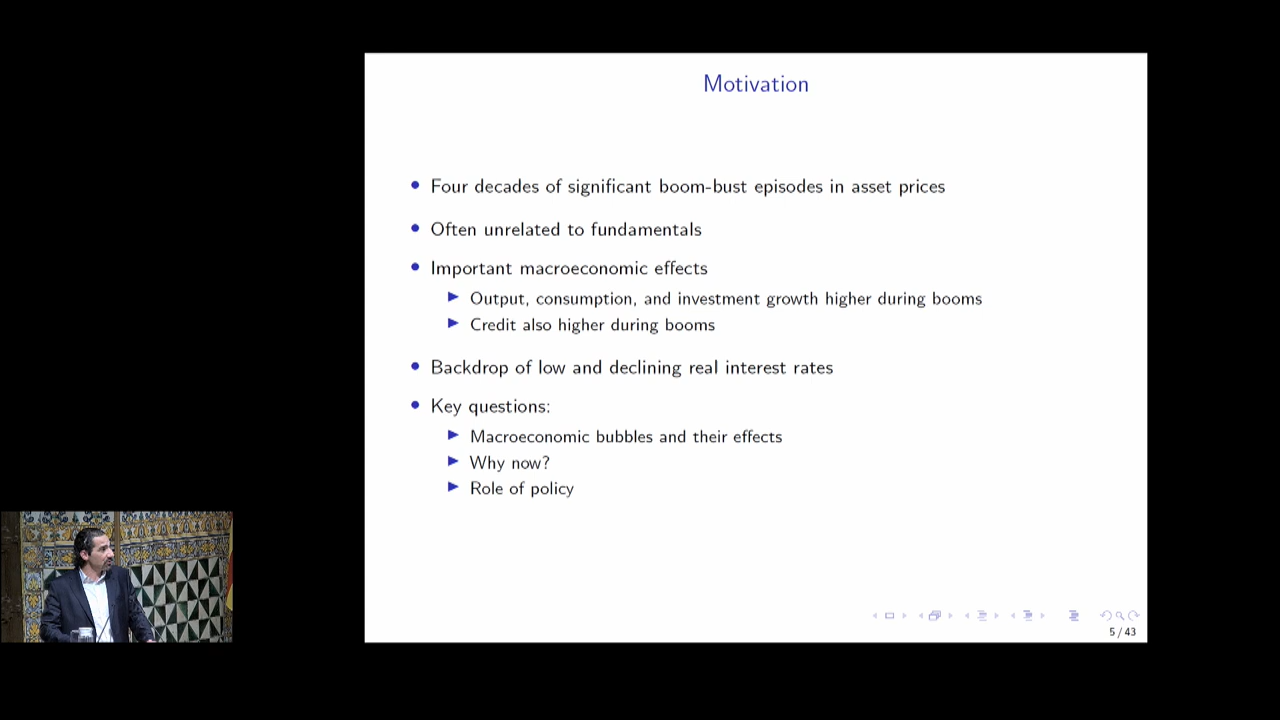 Motivation
Four decades of significant boom-bust episodes in asset prices
Often unrelated to fundamentals
Important macroeconomic effects
Output, consumption, and investment growth higher during booms
Credit also higher during booms
Backdrop of low and declining real interest rates
Key questions:
Macroeconomic bubbles and their effects
Why now?
Role of policy
5 / 43